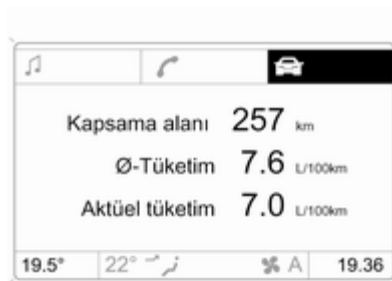 Kapsama alanı 257 km
Ø-Tüketim 7.6 L/100km
Aktüel tüketim 7.0 L/100km
19.5° 22° A 19.36